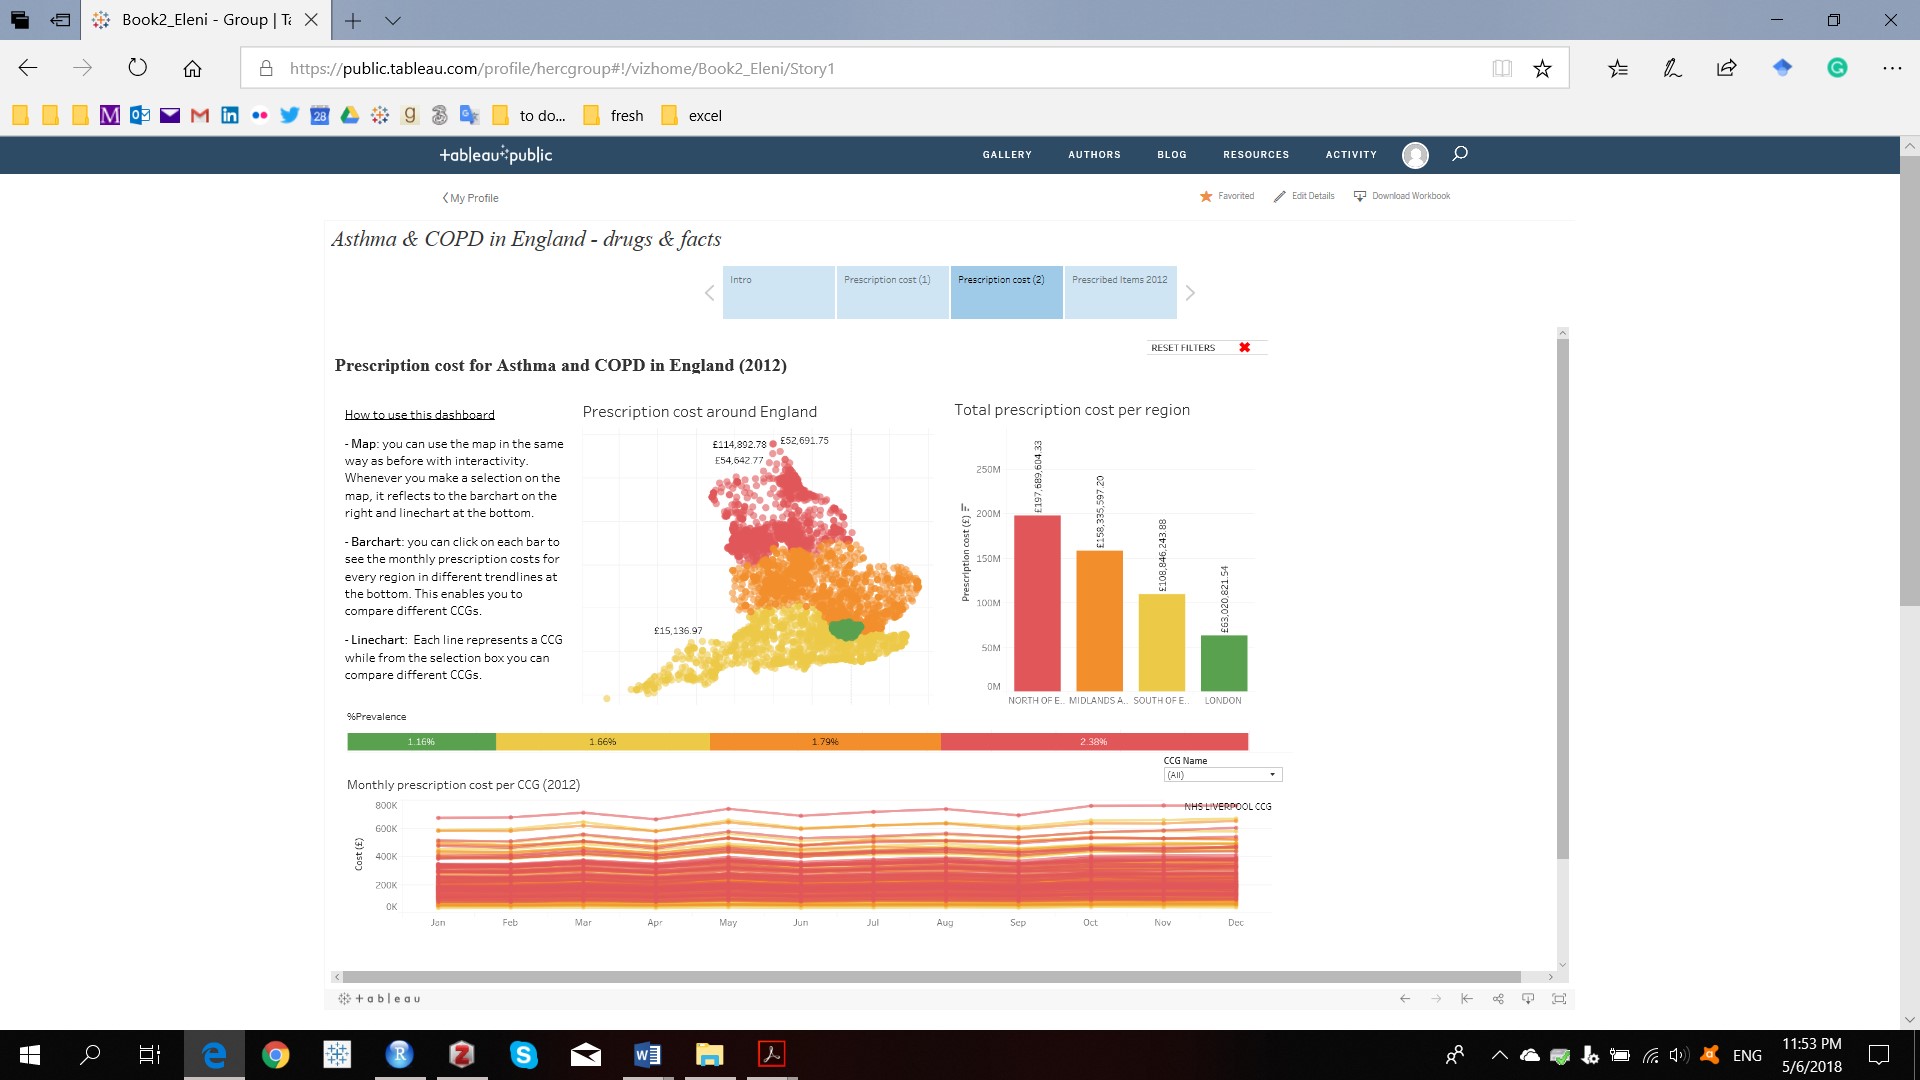 Book2_Eleni - Group | Ta
https://public.tableau.com/profile/hercgroup#!/vizhome/Book2_Eleni/Story1
to do...
fresh
excel
28
+ableau public
GALLERY
AUTHORS
BLOG
RESOURCES
ACTIVITY
My Profile
Favorited
Edit Details
Download Workbook
Asthma & COPD in England - drugs & facts
Intro
Prescription cost (1)
Prescription cost (2)
Prescribed Items 2012
RESET FILTERS
Prescription cost for Asthma and COPD in England (2012)
How to use this dashboard
- Map: you can use the map in the same
way as before with interactivity.
Whenever you make a selection on the
map, it reflects to the barchart on the
right and linechart at the bottom.
- Barchart: you can click on each bar to
see the monthly prescription costs for
every region in different trendlines at
the bottom. This enables you to
compare different CCGs.
- Linechart: Each line represents a CCG
while from the selection box you can
compare different CCGs.
Prescription cost around England
£114,892.78
£52,691.75
£54,642.77
£15,136.97
Total prescription cost per region
Prescription cost (£)
250M
200M
150M
100M
50M
0M
£197,689,604.33
£158,335,597.20
£108,846,243.88
£63,020,821.54
NORTH OF E..
MIDLANDS A..
SOUTH OF E..
LONDON
%Prevalence
1.16%
1.66%
1.79%
2.38%
CCG Name
(All)
Monthly prescription cost per CCG (2012)
NHS LIVERPOOL CCG
Cost (£)
800K
600K
400K
200K
0K
Jan
Feb
Mar
Apr
May
Jun
Jul
Aug
Sep
Oct
Nov
Dec
+ableau
ENG
11:53 PM
5/6/2018